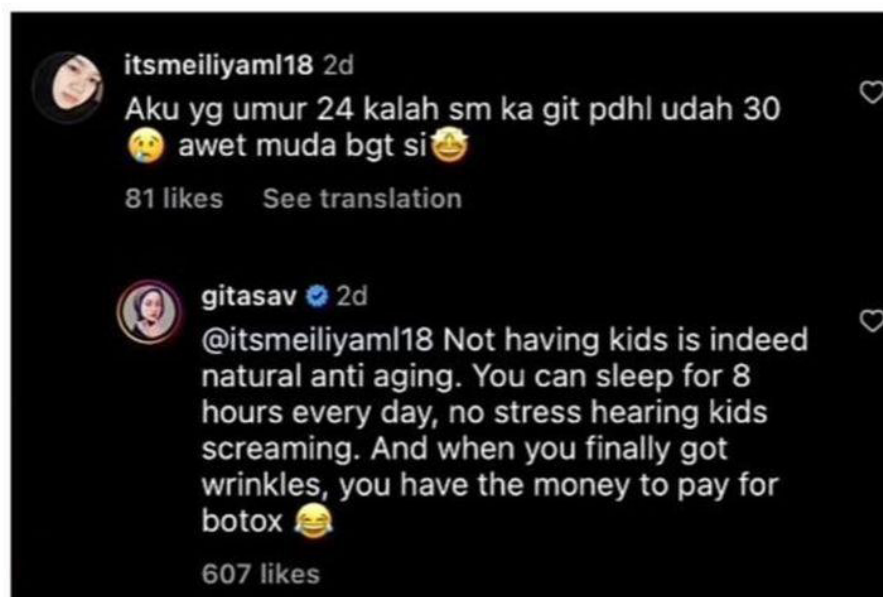 itsmeiliyaml18 2d
Aku yg umur 24 kalah sm ka git pdhl udah 30
😢 awet muda bgt si🤩
81 likes See translation
gitasav 2d
@itsmeiliyaml18 Not having kids is indeed
natural anti aging. You can sleep for 8
hours every day, no stress hearing kids
screaming. And when you finally got
wrinkles, you have the money to pay for
botox 😂
607 likes